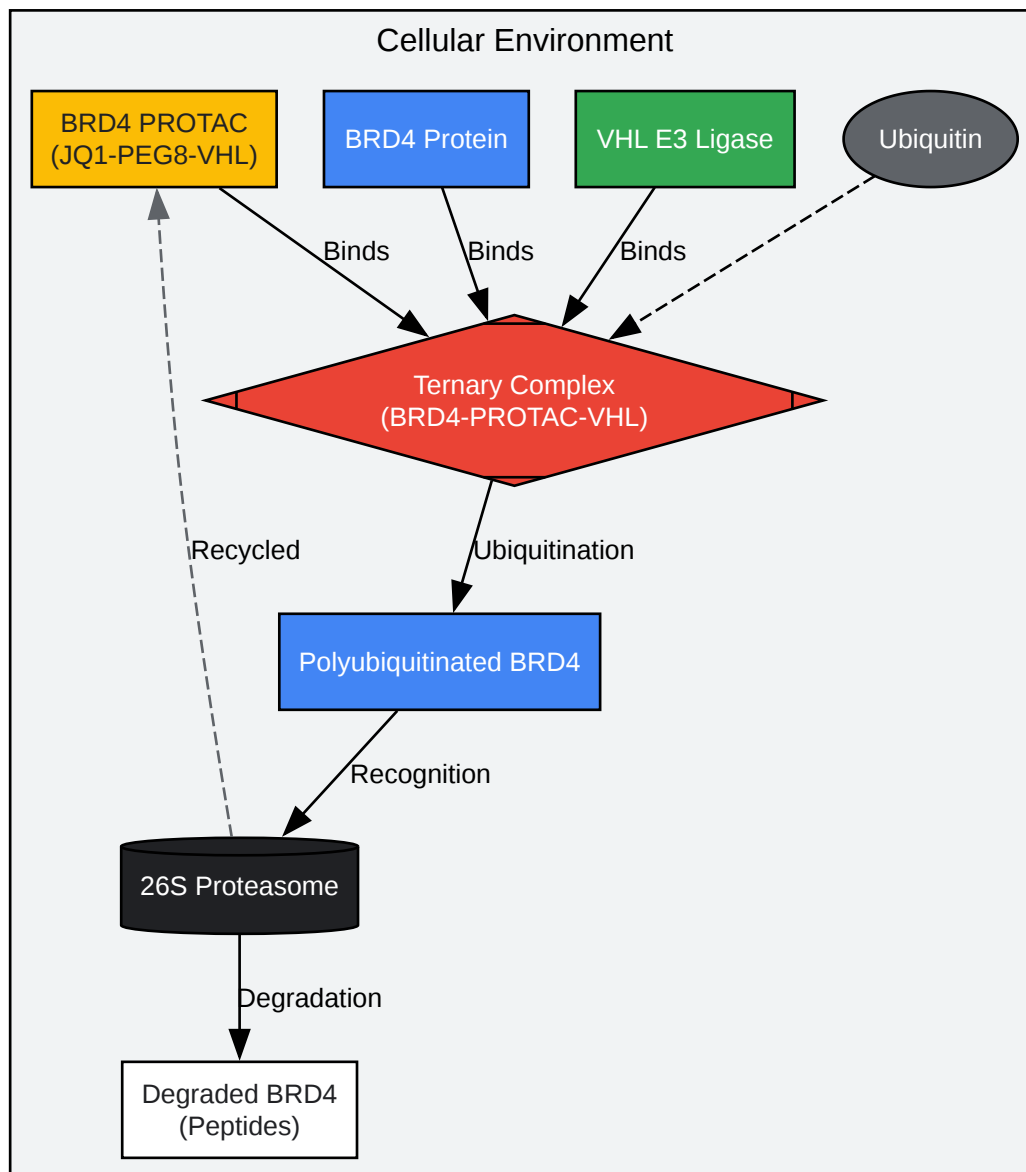 Cellular Environment
BRD4 PROTAC
(JQ1-PEG8-VHL)
BRD4 Protein
VHL E3 Ligase
Ubiquitin
Binds
Binds
Binds
Ternary Complex
(BRD4-PROTAC-VHL)
Recycled
Ubiquitination
Polyubiquitinated BRD4
Recognition
26S Proteasome
Degradation
Degraded BRD4
(Peptides)